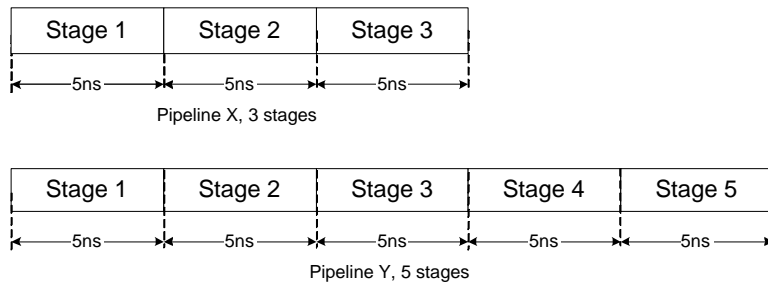 Stage 1 Stage 2 Stage 3
5ns 5ns 5ns
Pipeline X, 3 stages
Stage 1 Stage 2 Stage 3 Stage 4 Stage 5
5ns 5ns 5ns 5ns 5ns
Pipeline Y, 5 stages